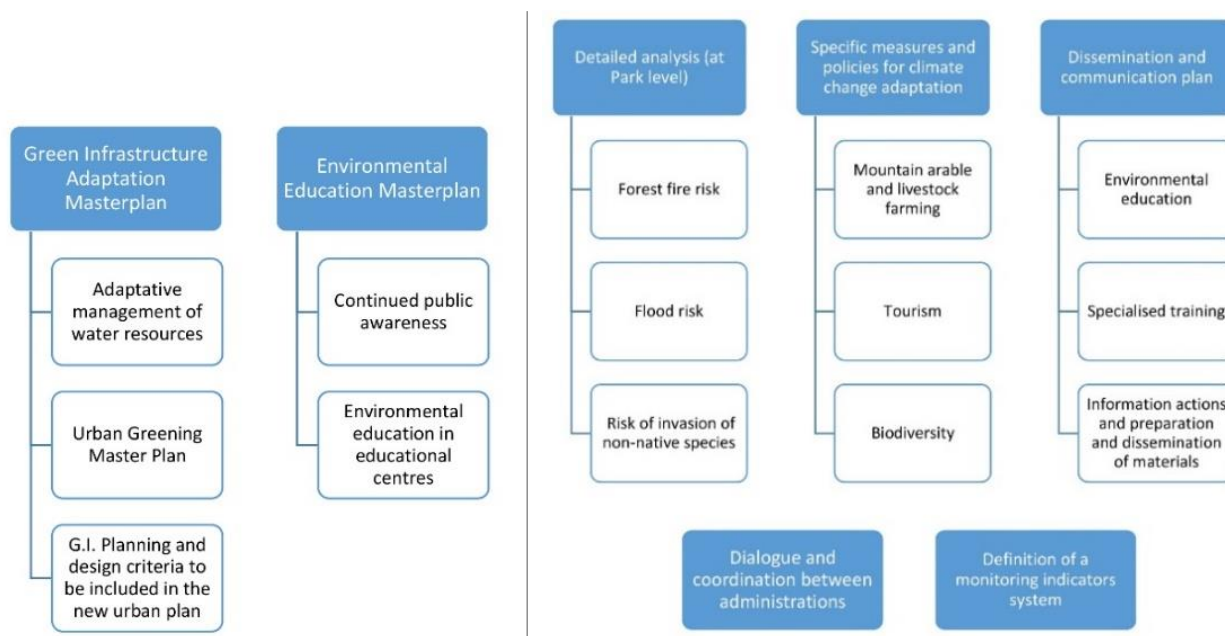 Green Infrastructure
Adaptation
Masterplan
Adaptative
management of
water resources
Urban Greening
Master Plan
G.I. Planning and
design criteria to
be included in the
new urban plan
Environmental
Education Masterplan
Continued public
awareness
Environmental
education in
educational
centres
Detailed analysis (at
Park level)
Forest fire risk
Flood risk
Risk of invasion of
non-native species
Specific measures and
policies for climate
change adaptation
Mountain arable
and livestock
farming
Tourism
Biodiversity
Dissemination and
communication plan
Environmental
education
Specialised training
Information actions
and preparation
and dissemination
of materials
Dialogue and
coordination between
administrations
Definition of a
monitoring indicators
system